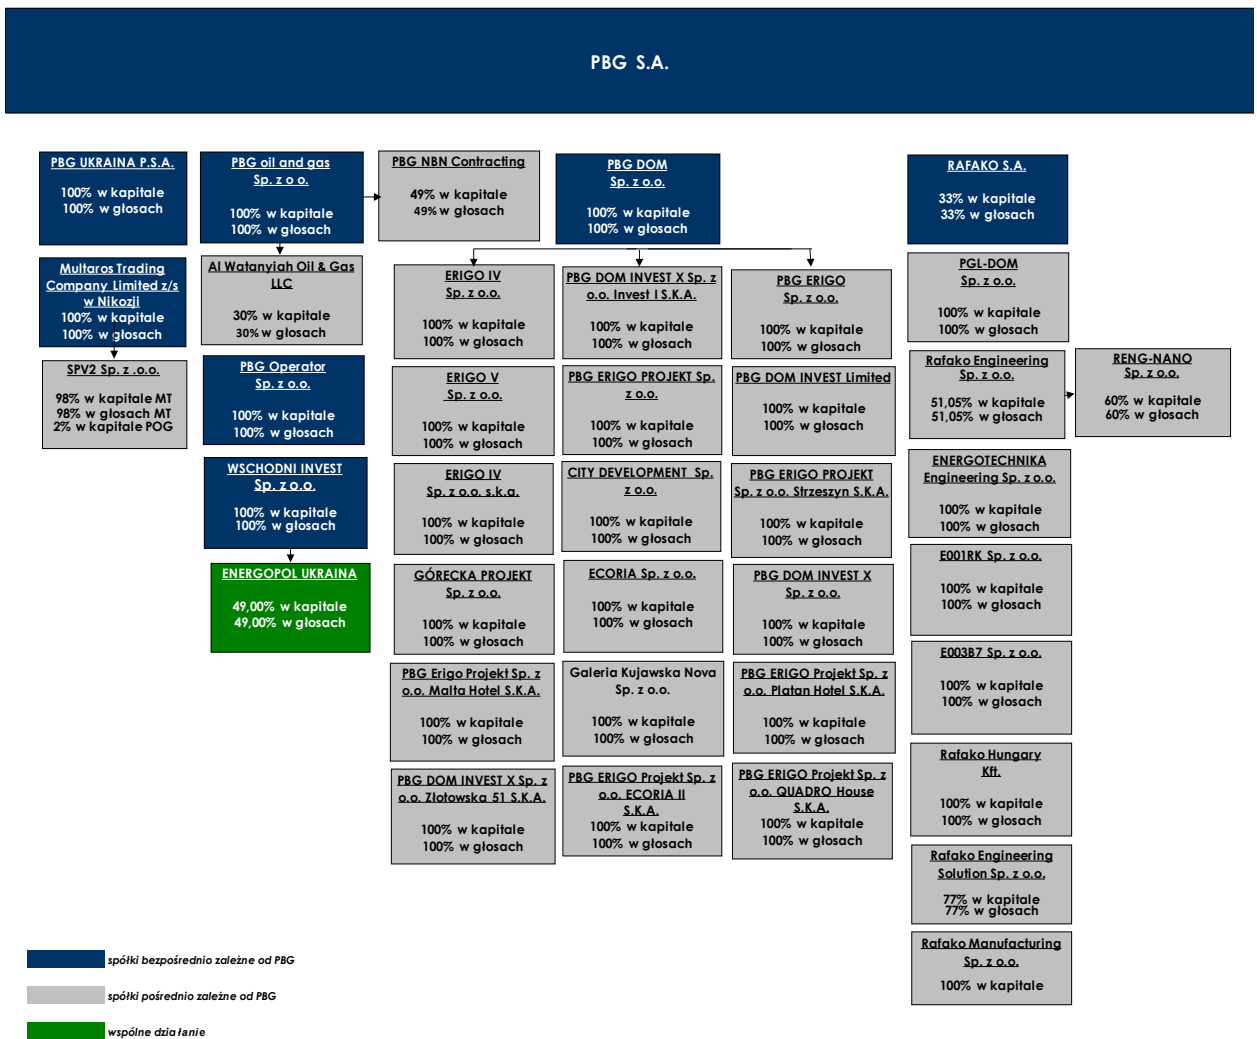 PBG S.A.
PBG UKRAINA P.S.A.
100% w kapitale
100% w głosach
Multaros Trading
Company Limited z/s
w Nikozji
100% w kapitale
100% w głosach
SPV2 Sp. z .o.o.
98% w kapitale MT
98% w głosach MT
2% w kapitale POG
PBG oil and gas
Sp. z o o.
100% w kapitale
100% w głosach
Al Watanyiah Oil & Gas
LLC
30% w kapitale
30% w głosach
PBG Operator
Sp. z o.o.
100% w kapitale
100% w głosach
WSCHODNI INVEST
Sp. z o.o.
100% w kapitale
100% w głosach
ENERGOPOL UKRAINA
49,00% w kapitale
49,00% w głosach
PBG NBN Contracting
49% w kapitale
49% w głosach
PBG DOM
Sp. z o.o.
100% w kapitale
100% w głosach
ERIGO IV
Sp. z o.o.
100% w kapitale
100% w głosach
ERIGO V
Sp. z o.o.
100% w kapitale
100% w głosach
ERIGO IV
Sp. z o.o. s.k.a.
100% w kapitale
100% w głosach
GÓRECKA PROJEKT
Sp. z o.o.
100% w kapitale
100% w głosach
PBG Erigo Projekt Sp. z
o.o. Malta Hotel S.K.A.
100% w kapitale
100% w głosach
PBG DOM INVEST X Sp. z
o.o. Złotowska 51 S.K.A.
100% w kapitale
100% w głosach
PBG DOM INVEST X Sp. z
o.o. Invest I S.K.A.
100% w kapitale
100% w głosach
PBG ERIGO PROJEKT Sp.
z o.o.
100% w kapitale
100% w głosach
CITY DEVELOPMENT Sp.
z o.o.
100% w kapitale
100% w głosach
ECORIA Sp. z o.o.
100% w kapitale
100% w głosach
Galeria Kujawska Nova
Sp. z o.o.
100% w kapitale
100% w głosach
PBG ERIGO Projekt Sp. z
o.o. ECORIA II
S.K.A.
100% w kapitale
100% w głosach
PBG ERIGO
Sp. z o.o.
100% w kapitale
100% w głosach
PBG DOM INVEST Limited
100% w kapitale
100% w głosach
PBG ERIGO PROJEKT
Sp. z o.o. Strzeszyn S.K.A.
100% w kapitale
100% w głosach
PBG DOM INVEST X
Sp. z o.o.
100% w kapitale
100% w głosach
PBG ERIGO Projekt Sp. z
o.o. Platan Hotel S.K.A.
100% w kapitale
100% w głosach
PBG ERIGO Projekt Sp. z
o.o. QUADRO House
S.K.A.
100% w kapitale
100% w głosach
RAFAKO S.A.
33% w kapitale
33% w głosach
PGL-DOM
Sp. z o.o.
100% w kapitale
100% w głosach
Rafako Engineering
Sp. z o.o.
51,05% w kapitale
51,05% w głosach
RENG-NANO
Sp. z o.o.
60% w kapitale
60% w głosach
ENERGOTECHNIKA
Engineering Sp. z o.o.
100% w kapitale
100% w głosach
E001RK Sp. z o.o.
100% w kapitale
100% w głosach
E003B7 Sp. z o.o.
100% w kapitale
100% w głosach
Rafako Hungary
Kft.
100% w kapitale
100% w głosach
Rafako Engineering
Solution Sp. z o.o.
77% w kapitale
77% w głosach
Rafako Manufacturing
Sp. z o.o.
100% w kapitale
spółki bezpośrednio zależne od PBG
spółki pośrednio zależne od PBG
wspólne działanie